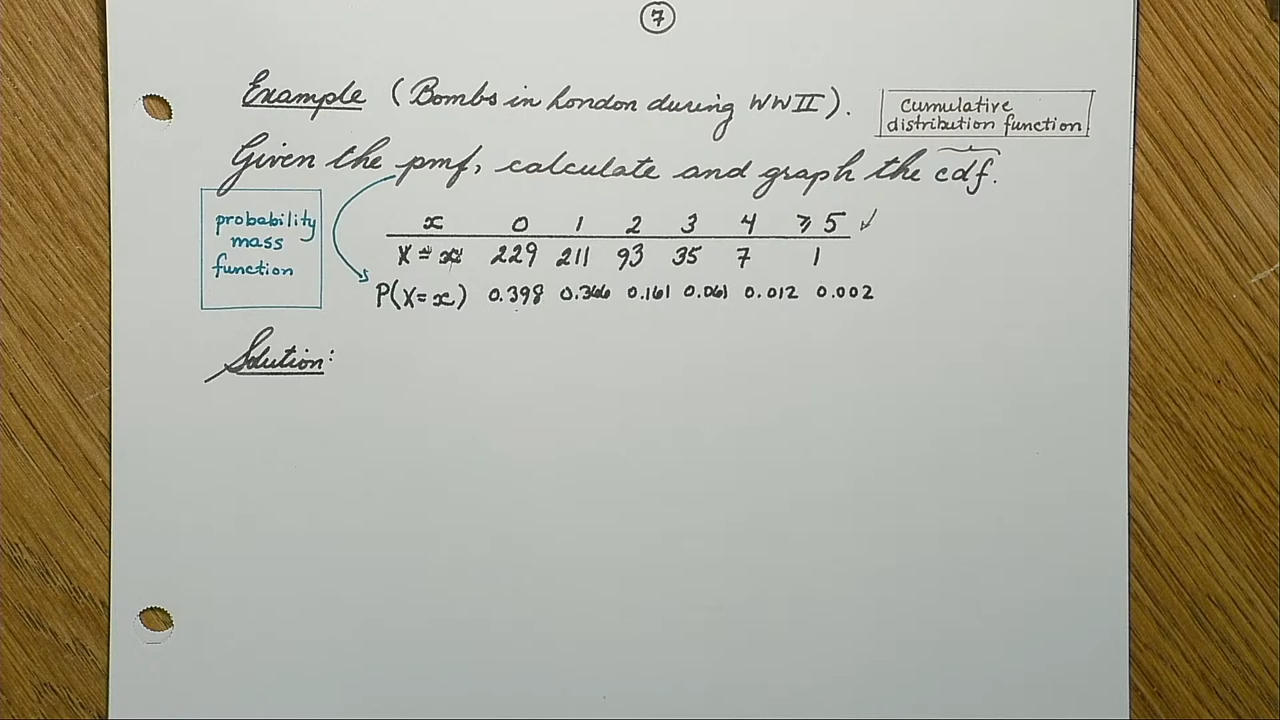 7
Example (Bombs in London during WWII).
Cumulative
distribution function
Given the pmf, calculate and graph the cdf.
probability
mass
function
x 0 1 2 3 4 ≥ 5 ✓
X = x 229 211 93 35 7 1
P(X=x) 0.398 0.366 0.161 0.061 0.012 0.002
Solution: